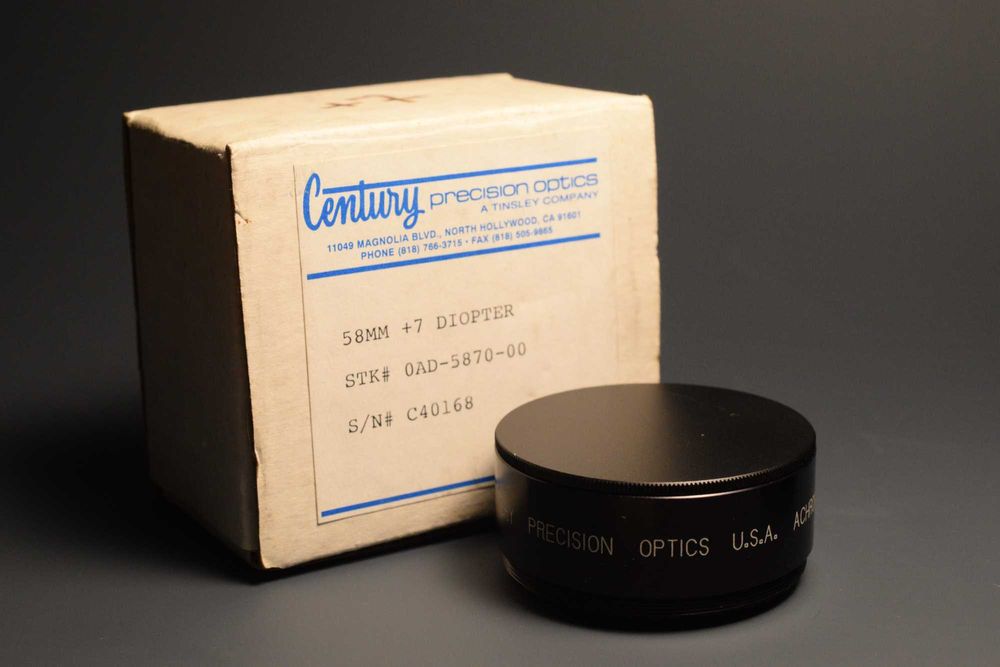 +7
Century precision optics
A TINSLEY COMPANY
11049 MAGNOLIA BLVD., NORTH HOLLYWOOD, CA 91601
PHONE (818) 766-3715 • FAX (818) 505-9865
58MM +7 DIOPTER
STK# 0AD-5870-00
S/N# C40168
PRECISION OPTICS U.S.A.